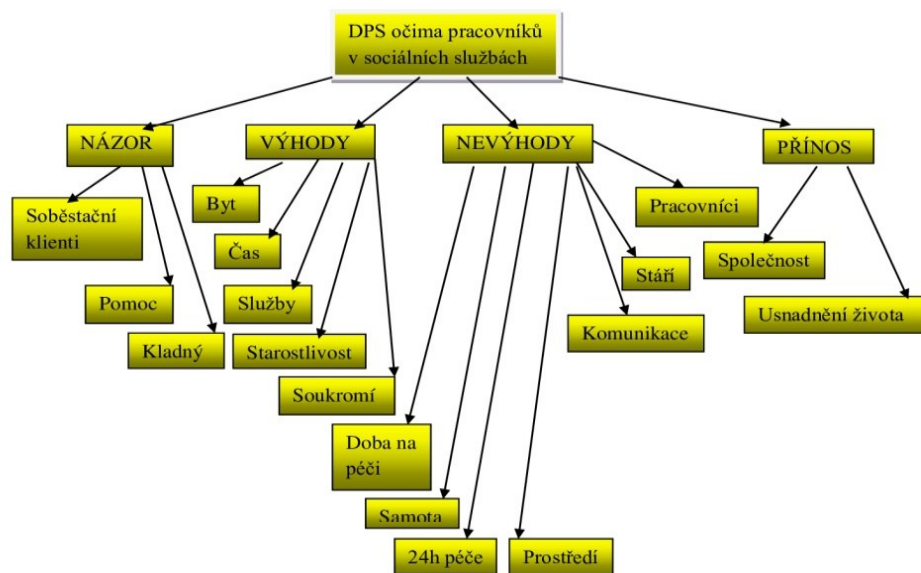 DPS očima pracovníků
v sociálních službách
NÁZOR
VÝHODY
NEVÝHODY
PŘÍNOS
Soběstační
klienti
Pomoc
Kladný
Byt
Čas
Služby
Starostlivost
Soukromí
Doba na
péči
Samota
24h péče
Prostředí
Komunikace
Stáří
Pracovníci
Společnost
Usnadnění života